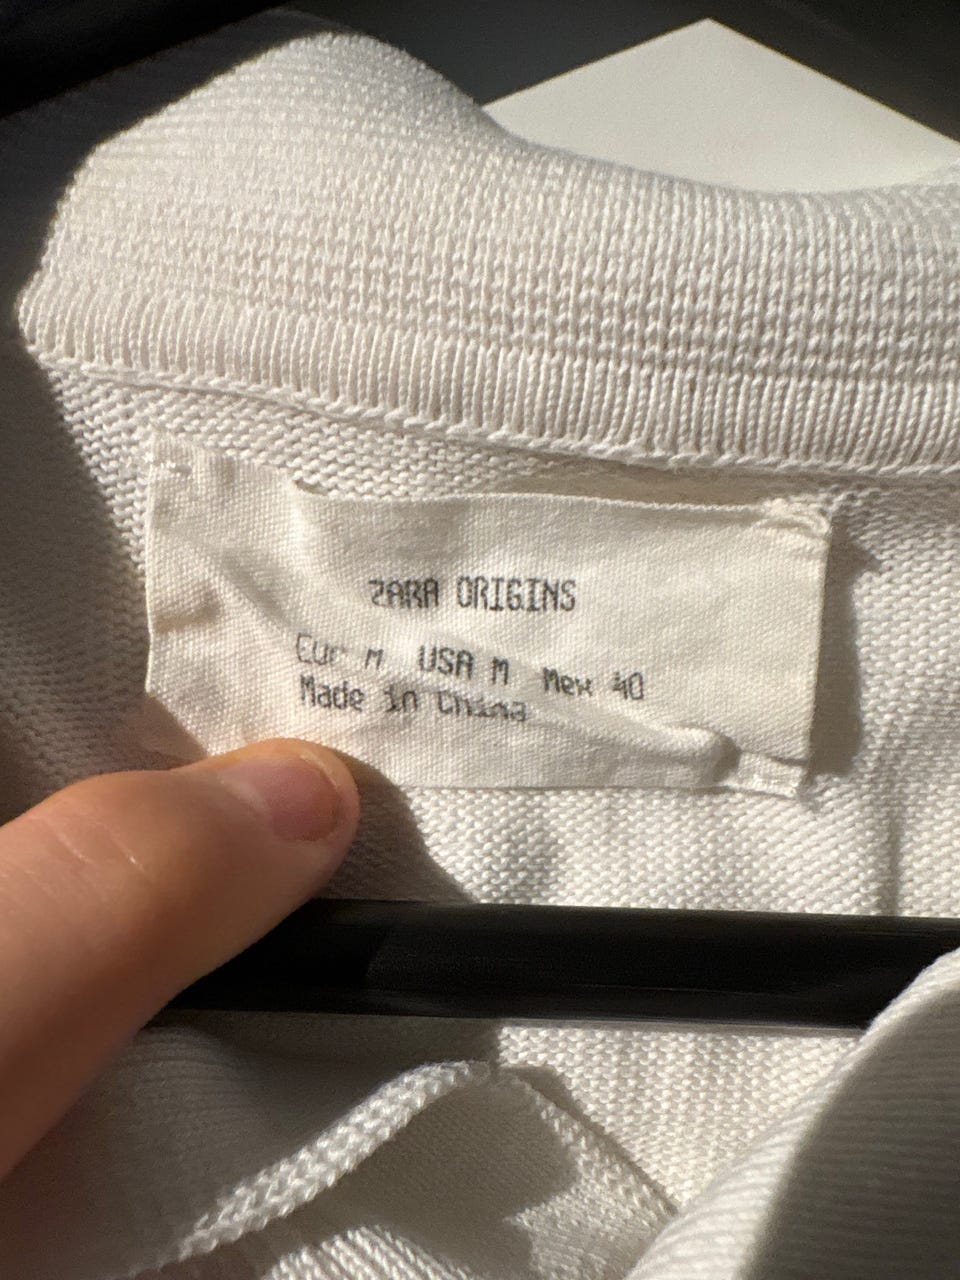 ZARA ORIGINS
Eur M USA M Mex 40
Made in China